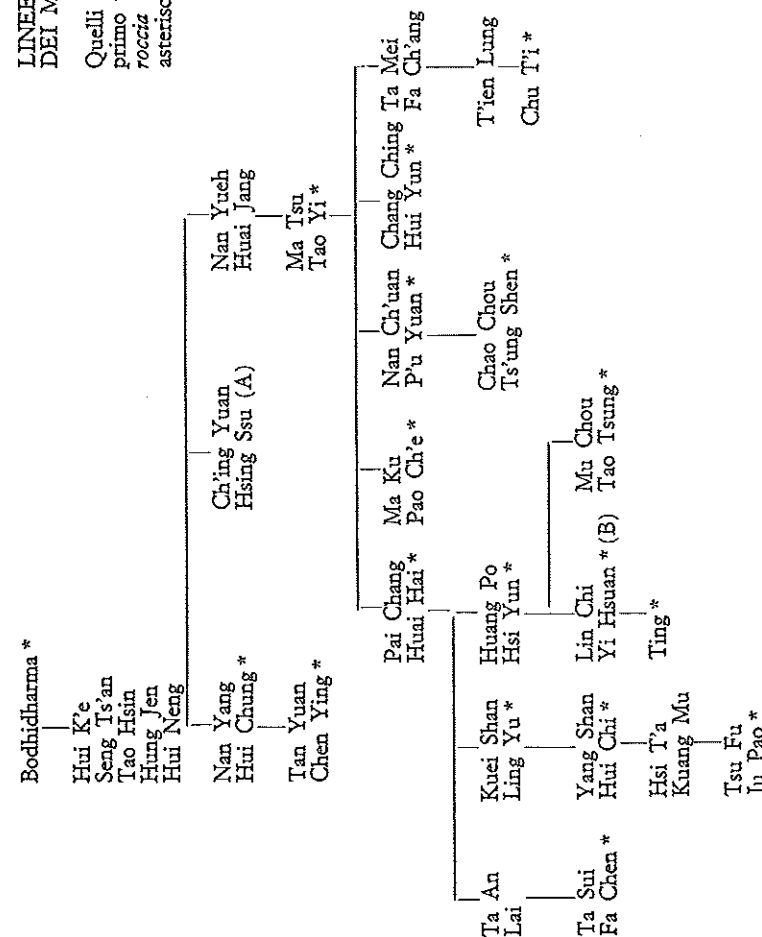 LINEE
DEI M
Quelli
primo
roccia
asterisc
Bodhidharma *
Hui K'e
Seng Ts'an
Tao Hsin
Hung Jen
Hui Neng
Nan Yang
Hui Chung *
Ch'ing Yuan
Hsing Ssu (A)
Nan Yueh
Huai Jang
Tan Yuan
Chen Ying *
Ma Tsu
Tao Yi *
Pai Chang
Huai Hai *
Ma Ku
Pao Ch'e *
Nan Ch'uan
P'u Yuan *
Chang Ching
Hui Yun *
Ta Mei
Fa Ch'ang
Ta An
Lai
Kuei Shan
Ling Yu *
Huang Po
Hsi Yun *
Chao Chou
Ts'ung Shen *
T'ien Lung
Chu T'i *
Ta Sui
Fa Chen *
Yang Shan
Hui Chi *
Lin Chi
Yi Hsuan * (B)
Mu Chou
Tao Tsung *
Hsi T'a
Kuang Mu
Ting *
Tsu Fu
Ju Pao *